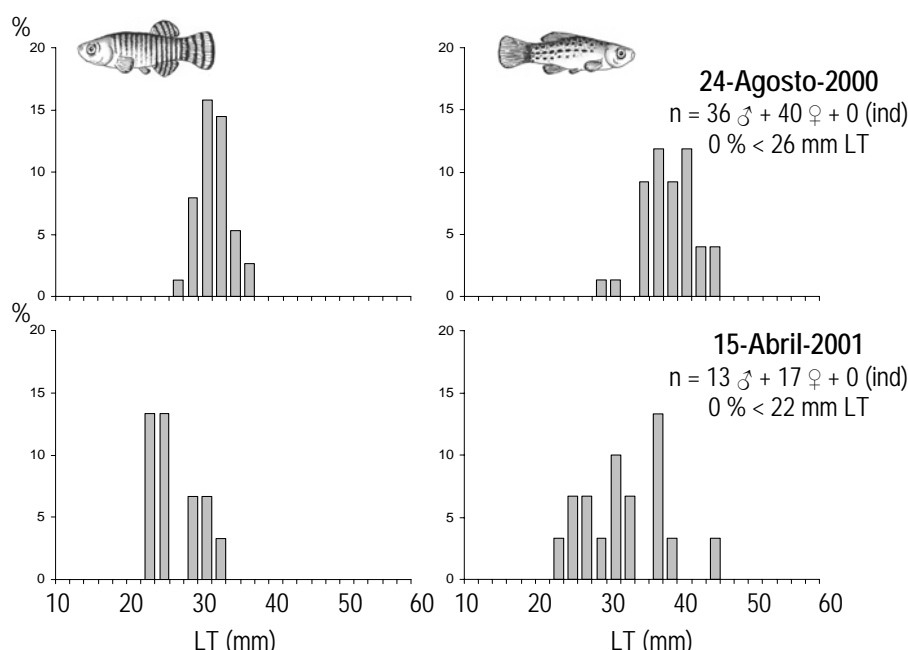 %
20
15
10
5
0
20
15
10
5
0
24-Agosto-2000
n = 36 ♂ + 40 ♀ + 0 (ind)
0 % < 26 mm LT
%
20
15
10
5
0
10 20 30 40 50 60
LT (mm)
20
15
10
5
0
15-Abril-2001
n = 13 ♂ + 17 ♀ + 0 (ind)
0 % < 22 mm LT
10 20 30 40 50 60
LT (mm)